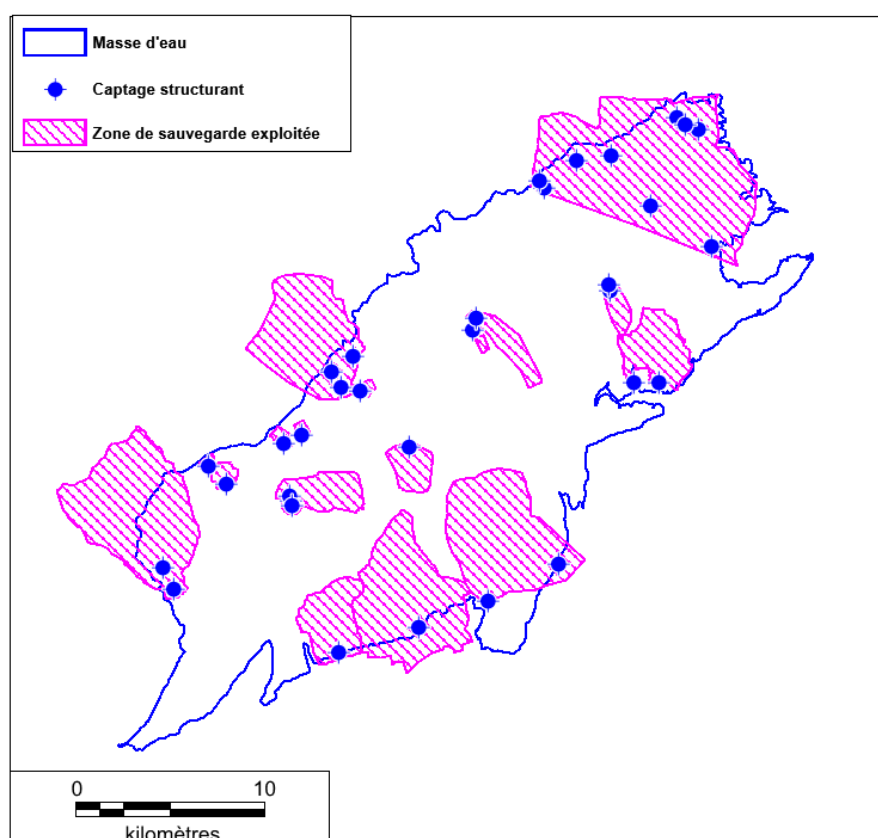 Masse d'eau
Captage structurant
Zone de sauvegarde exploitée
0 10
kilomètres